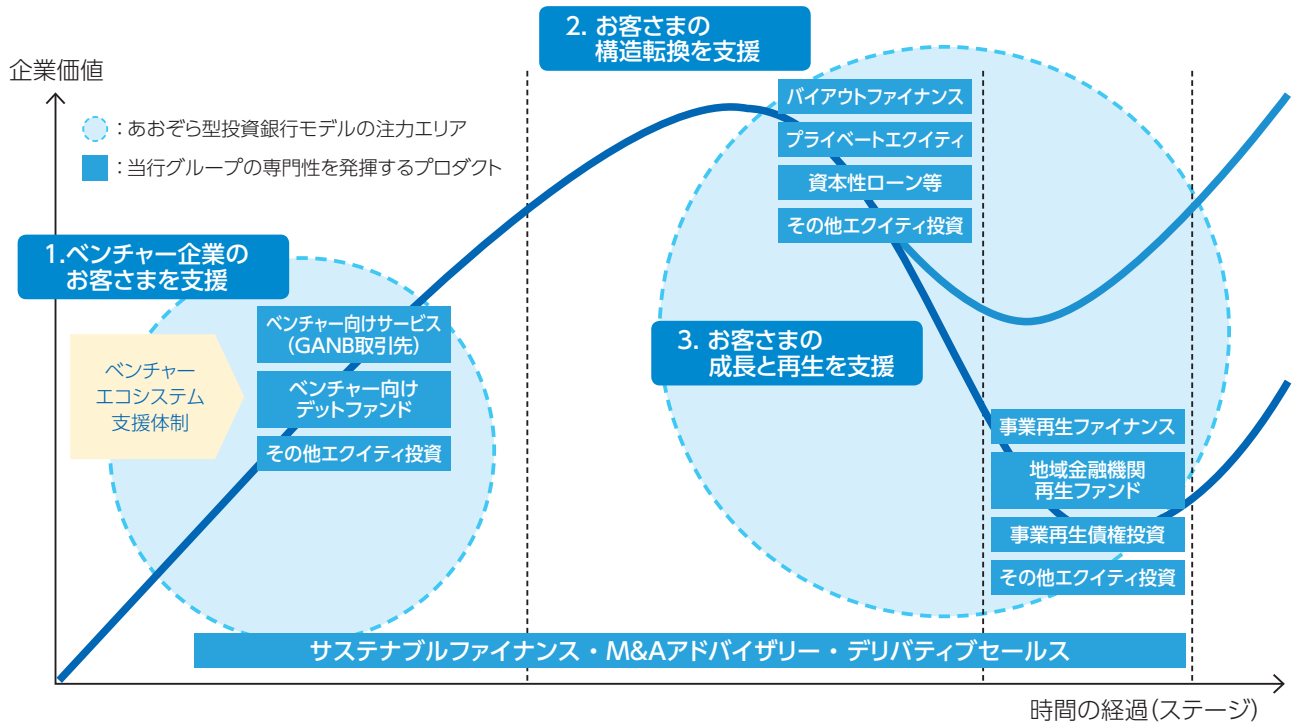 企業価値
：あおぞら型投資銀行モデルの注力エリア
：当行グループの専門性を発揮するプロダクト
1.ベンチャー企業の
お客さまを支援
ベンチャー
エコシステム
支援体制
ベンチャー向けサービス
(GANB取引先)
ベンチャー向け
デットファンド
その他エクイティ投資
2. お客さまの
構造転換を支援
バイアウトファイナンス
プライベートエクイティ
資本性ローン等
その他エクイティ投資
3. お客さまの
成長と再生を支援
事業再生ファイナンス
地域金融機関
再生ファンド
事業再生債権投資
その他エクイティ投資
サステナブルファイナンス・M&Aアドバイザリー・デリバティブセールス
時間の経過(ステージ)